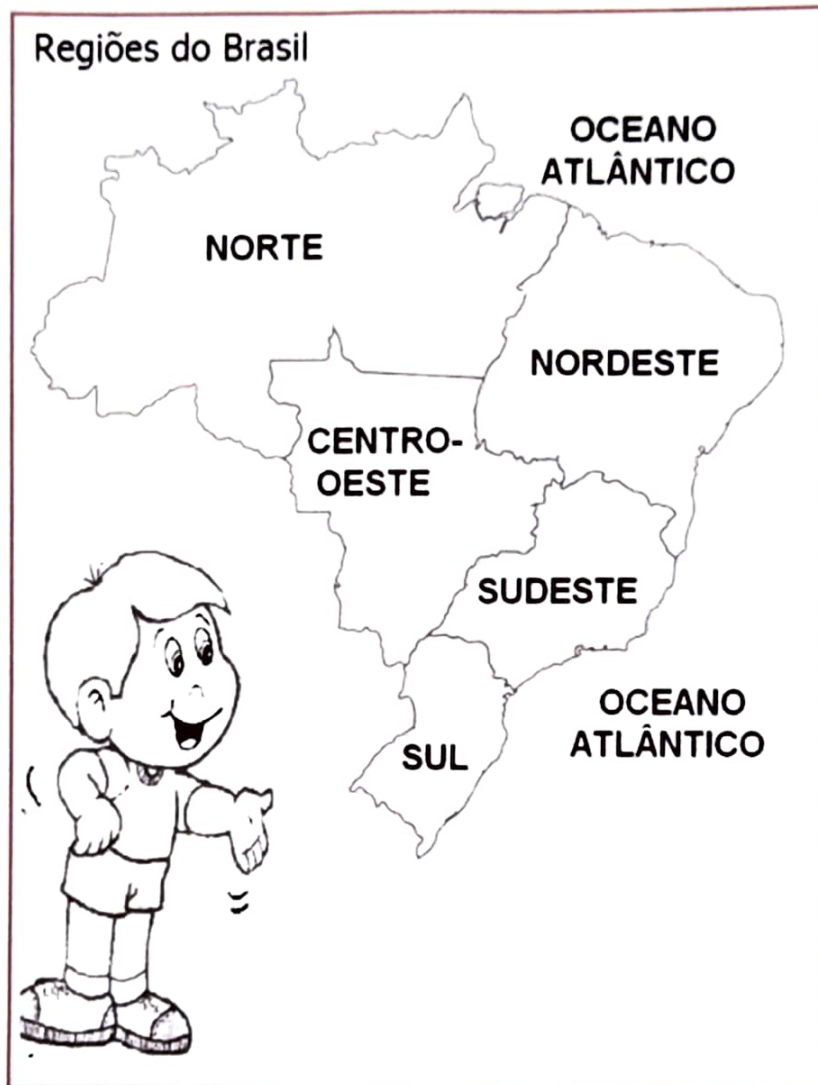 Regiões do Brasil
OCEANO
ATLÂNTICO
NORTE
NORDESTE
CENTRO-
OESTE
SUDESTE
OCEANO
ATLÂNTICO
SUL